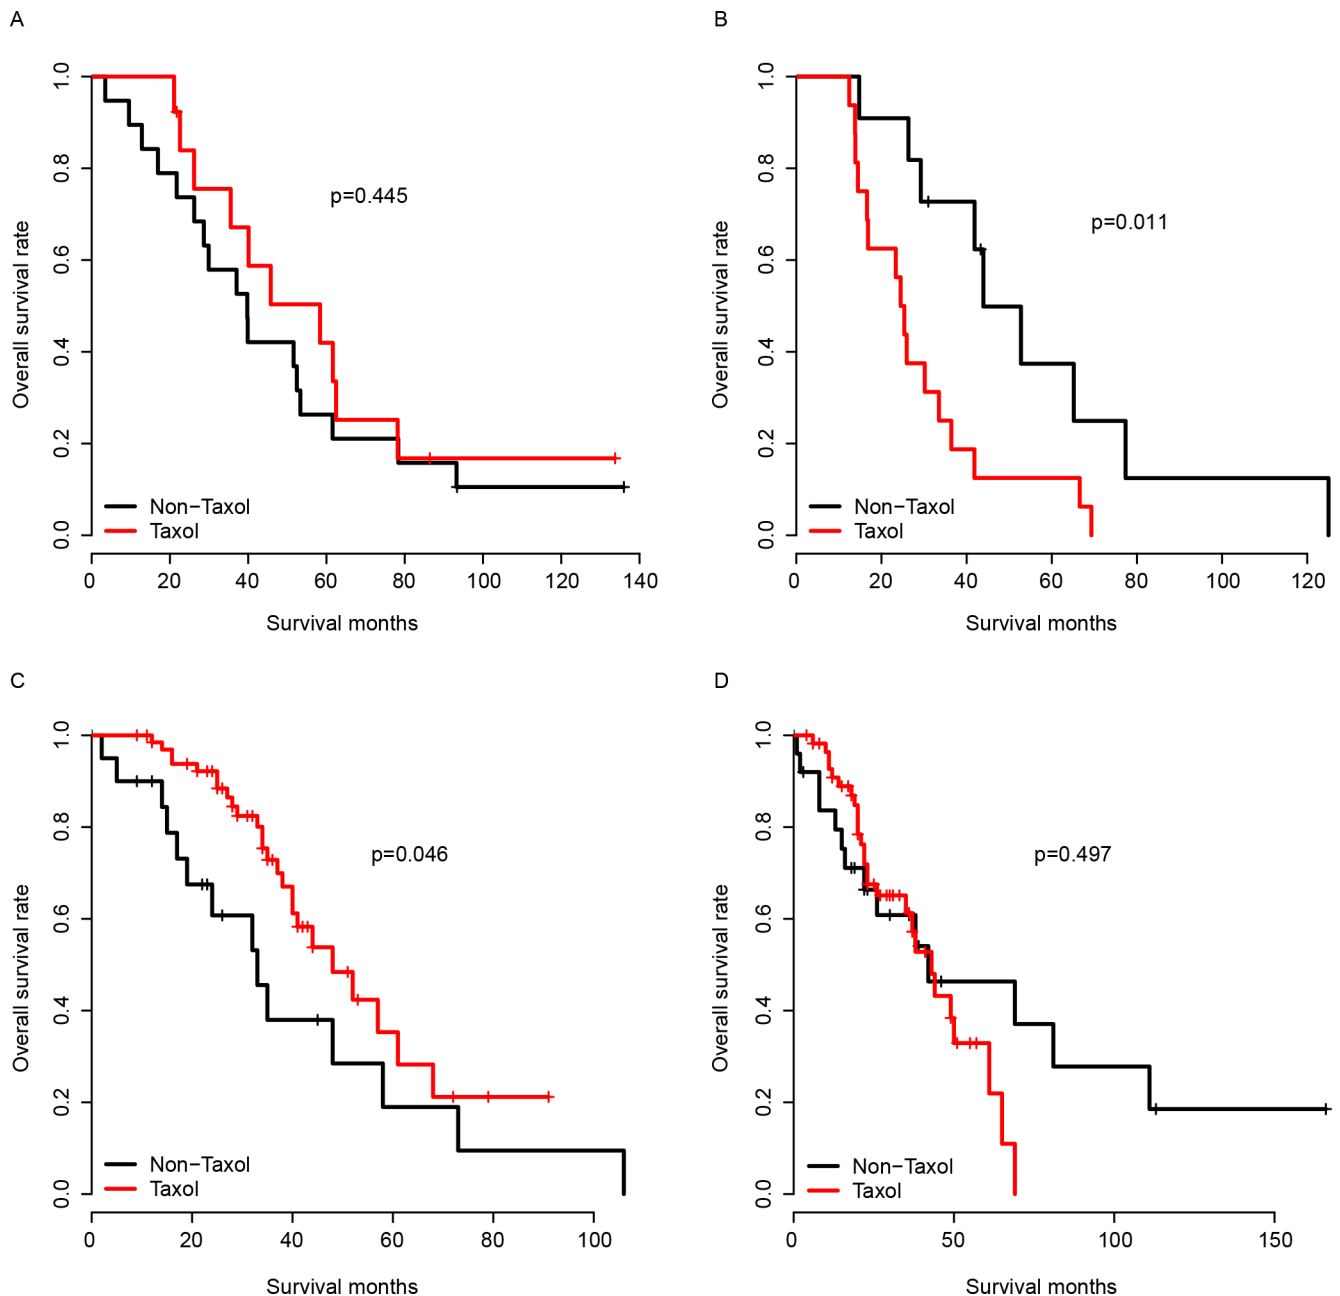 A
Overall survival rate
1.0
0.8
0.6
0.4
0.2
0.0
p=0.445
Non-Taxol
Taxol
0 20 40 60 80 100 120 140
Survival months
B
Overall survival rate
1.0
0.8
0.6
0.4
0.2
0.0
p=0.011
Non-Taxol
Taxol
0 20 40 60 80 100 120
Survival months
C
Overall survival rate
1.0
0.8
0.6
0.4
0.2
0.0
p=0.046
Non-Taxol
Taxol
0 20 40 60 80 100
Survival months
D
Overall survival rate
1.0
0.8
0.6
0.4
0.2
0.0
p=0.497
Non-Taxol
Taxol
0 50 100 150
Survival months